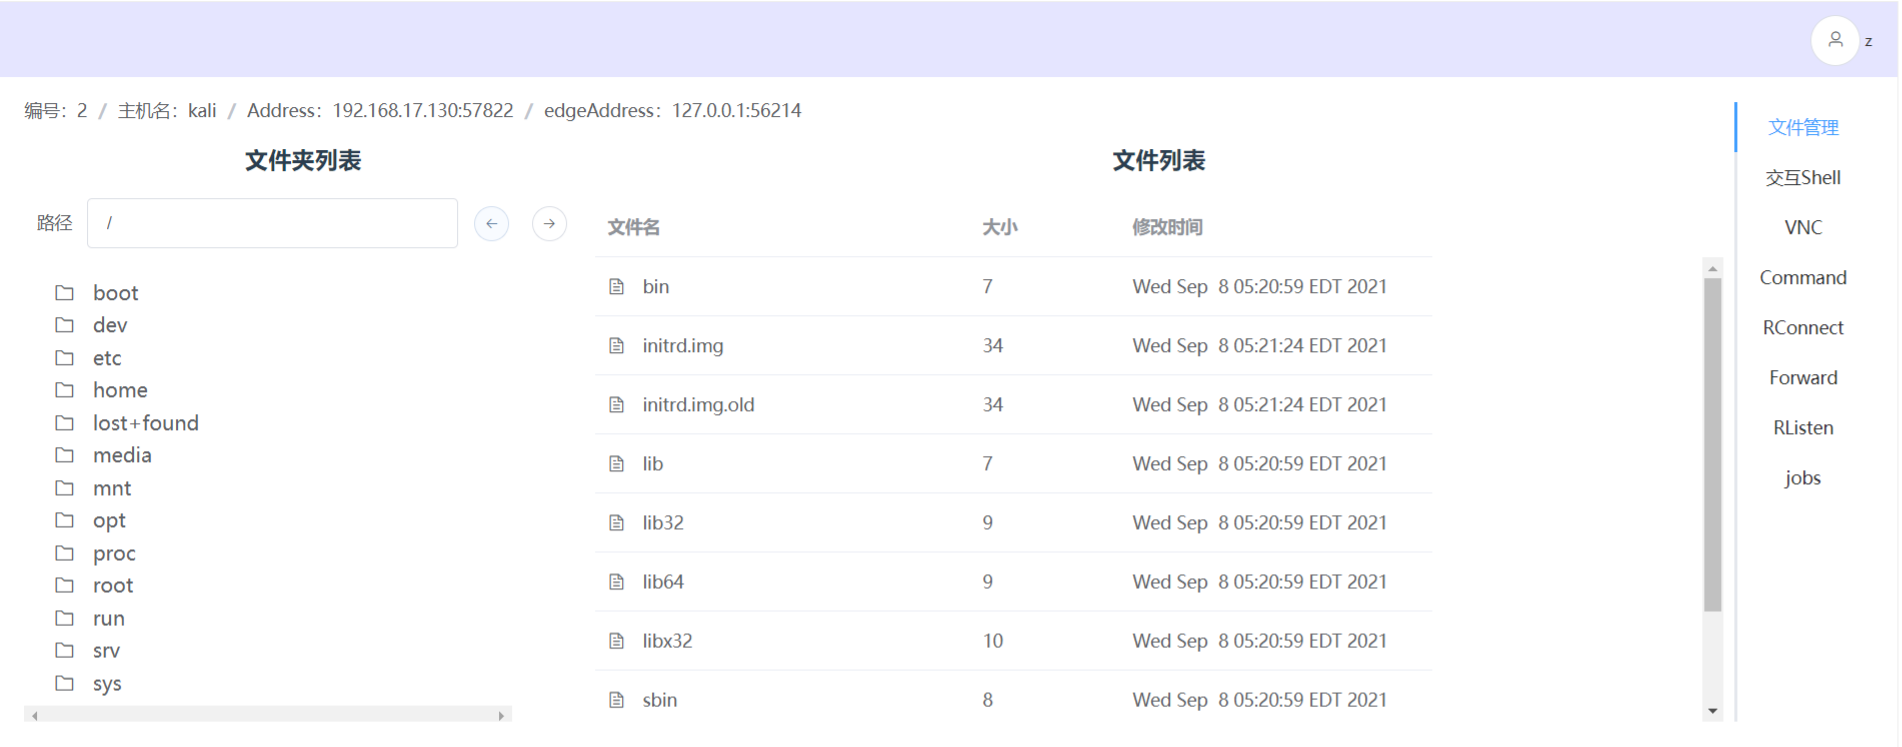 z
编号：2 / 主机名：kali / Address：192.168.17.130:57822 / edgeAddress：127.0.0.1:56214
文件夹列表
路径 /
boot
dev
etc
home
lost+found
media
mnt
opt
proc
root
run
srv
sys
文件列表
文件名 大小 修改时间
bin 7 Wed Sep  8 05:20:59 EDT 2021
initrd.img 34 Wed Sep  8 05:21:24 EDT 2021
initrd.img.old 34 Wed Sep  8 05:21:24 EDT 2021
lib 7 Wed Sep  8 05:20:59 EDT 2021
lib32 9 Wed Sep  8 05:20:59 EDT 2021
lib64 9 Wed Sep  8 05:20:59 EDT 2021
libx32 10 Wed Sep  8 05:20:59 EDT 2021
sbin 8 Wed Sep  8 05:20:59 EDT 2021
文件管理
交互Shell
VNC
Command
RConnect
Forward
RListen
jobs